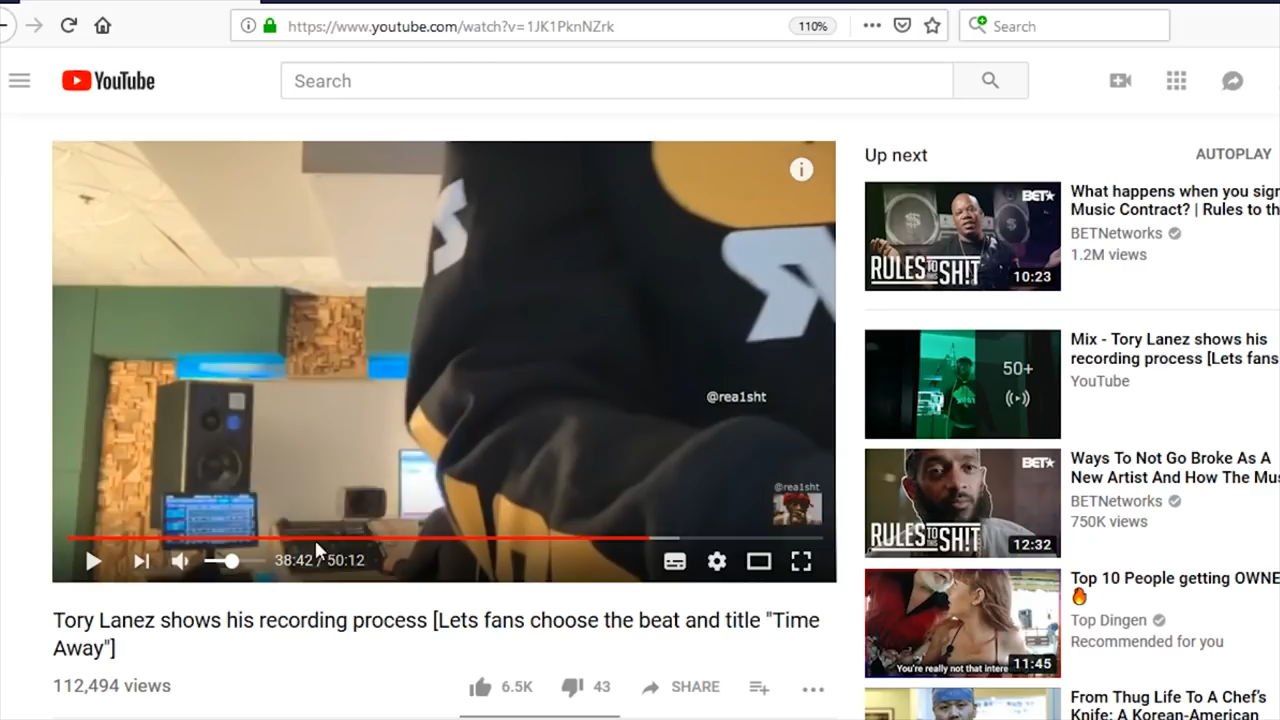 https://www.youtube.com/watch?v=1JK1PknNZrk
110%
Search
YouTube
Search
Up next
AUTOPLAY
@rea1sht
@rea1sht
38:42 / 50:12
Tory Lanez shows his recording process [Lets fans choose the beat and title "Time
Away"]
112,494 views
6.5K
43
SHARE
BET
RULES TO THIS SH!T
10:23
What happens when you sign
Music Contract? | Rules to th
BETNetworks
1.2M views
50+
Mix - Tory Lanez shows his
recording process [Lets fans
YouTube
BET
RULES TO THIS SH!T
12:32
Ways To Not Go Broke As A
New Artist And How The Mus
BETNetworks
750K views
You're really not that intere
11:45
Top 10 People getting OWNE
🔥
Top Dingen
Recommended for you
From Thug Life To A Chef's
Knife: A Korean-American